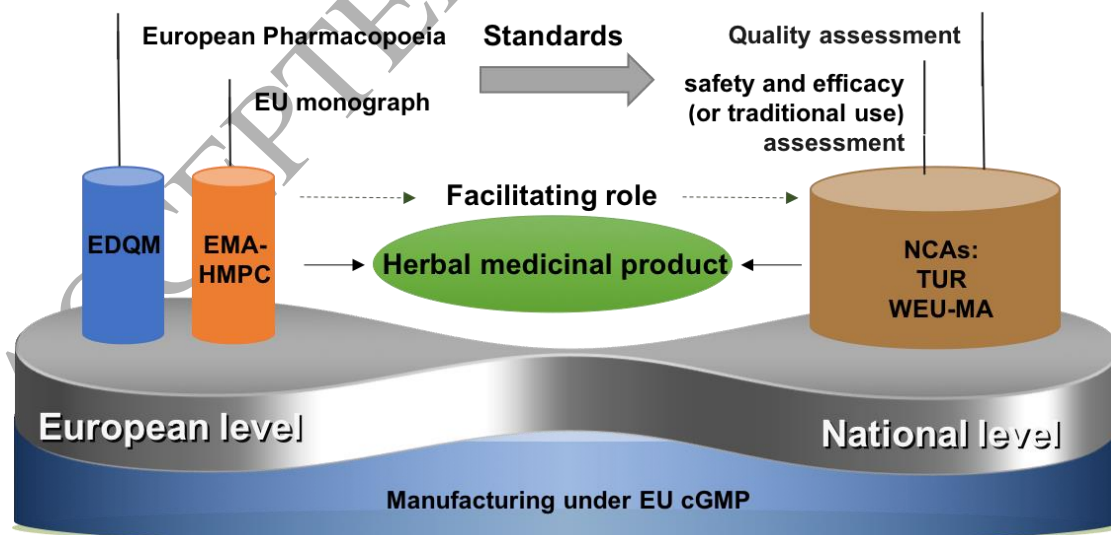 European Pharmacopoeia
Standards
Quality assessment
EU monograph
safety and efficacy
(or traditional use)
assessment
Facilitating role
EDQM
EMA-
HMPC
Herbal medicinal product
NCAs:
TUR
WEU-MA
European level
National level
Manufacturing under EU cGMP